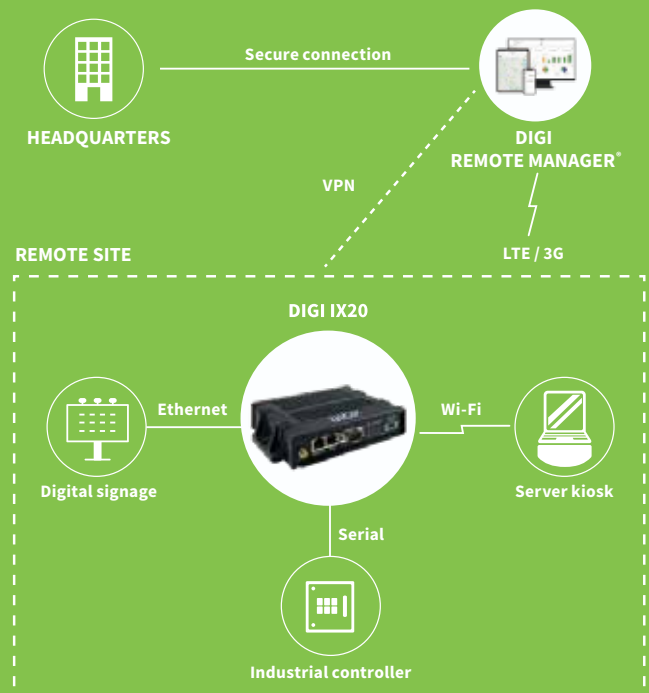 Secure connection
HEADQUARTERS
DIGI
REMOTE MANAGER®
VPN
LTE / 3G
REMOTE SITE
DIGI IX20
Ethernet
Wi-Fi
Digital signage
Server kiosk
Serial
Industrial controller